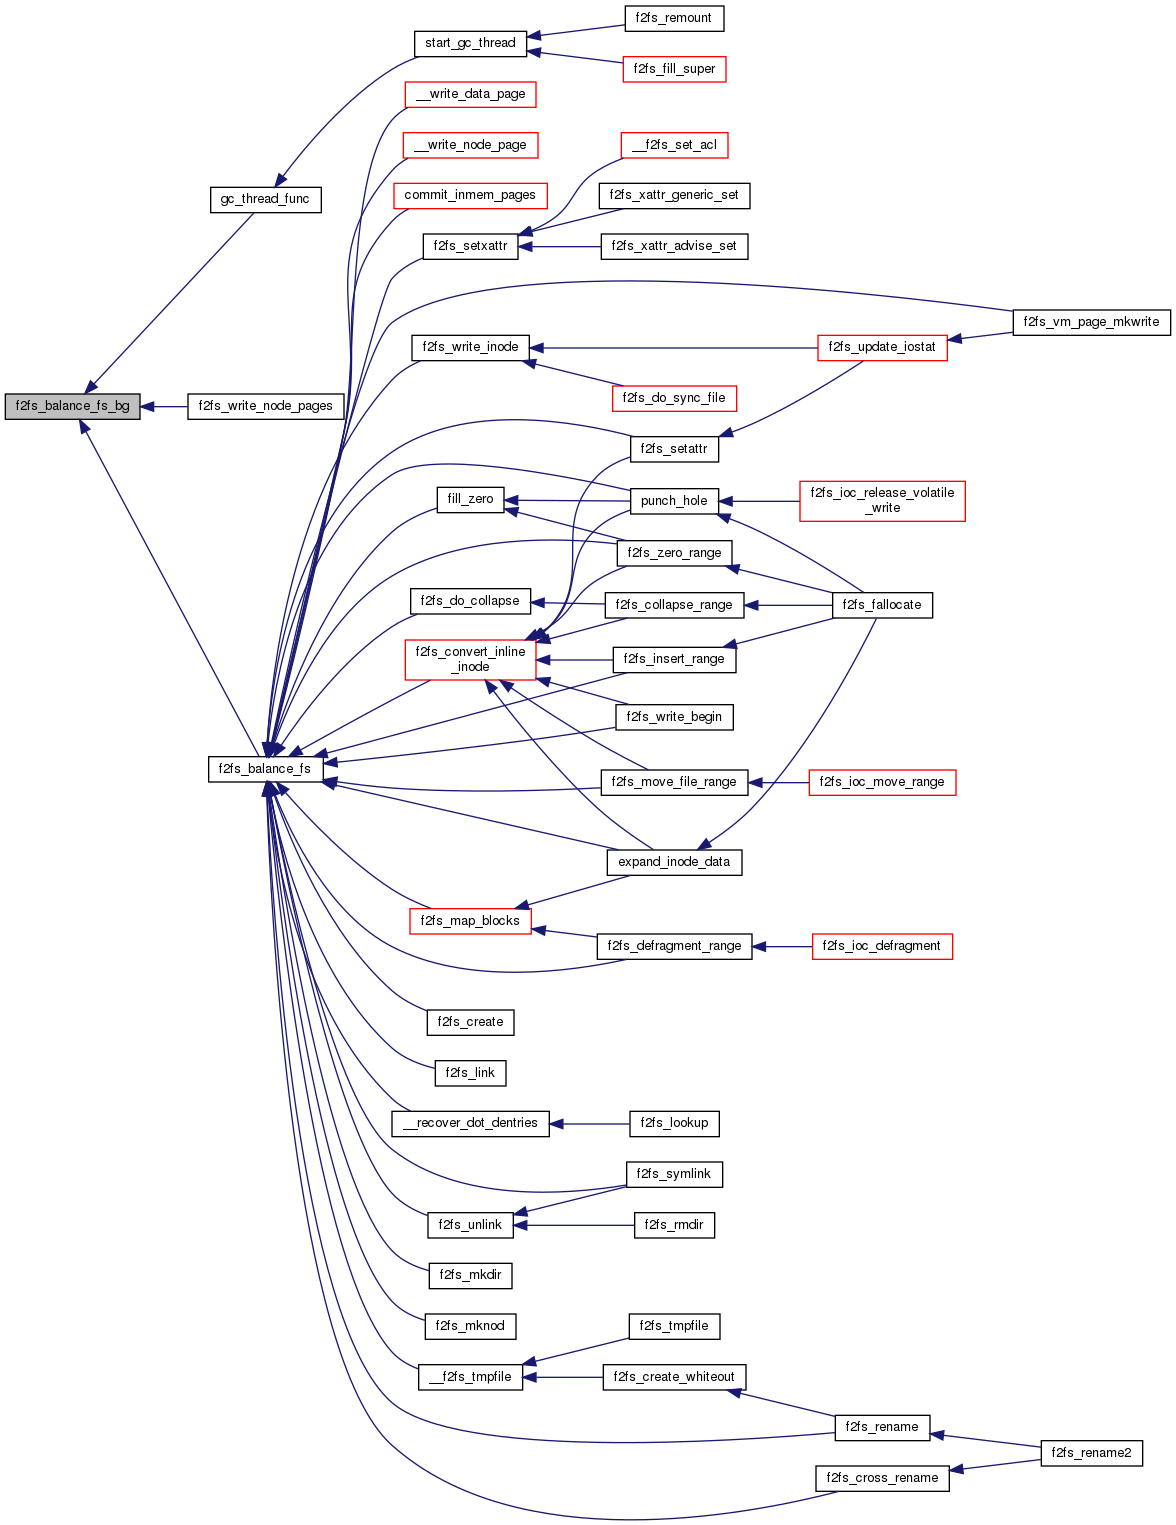 f2fs_remount
start_gc_thread
f2fs_fill_super
__write_data_page
__write_node_page
__f2fs_set_acl
gc_thread_func
commit_inmem_pages
f2fs_xattr_generic_set
f2fs_setxattr
f2fs_xattr_advise_set
f2fs_vm_page_mkwrite
f2fs_write_inode
f2fs_update_iostat
f2fs_do_sync_file
f2fs_balance_fs_bg
f2fs_write_node_pages
f2fs_setattr
fill_zero
punch_hole
f2fs_ioc_release_volatile
_write
f2fs_zero_range
f2fs_do_collapse
f2fs_collapse_range
f2fs_fallocate
f2fs_convert_inline
_inode
f2fs_insert_range
f2fs_write_begin
f2fs_balance_fs
f2fs_move_file_range
f2fs_ioc_move_range
expand_inode_data
f2fs_map_blocks
f2fs_defragment_range
f2fs_ioc_defragment
f2fs_create
f2fs_link
__recover_dot_dentries
f2fs_lookup
f2fs_symlink
f2fs_unlink
f2fs_rmdir
f2fs_mkdir
f2fs_mknod
f2fs_tmpfile
__f2fs_tmpfile
f2fs_create_whiteout
f2fs_rename
f2fs_rename2
f2fs_cross_rename